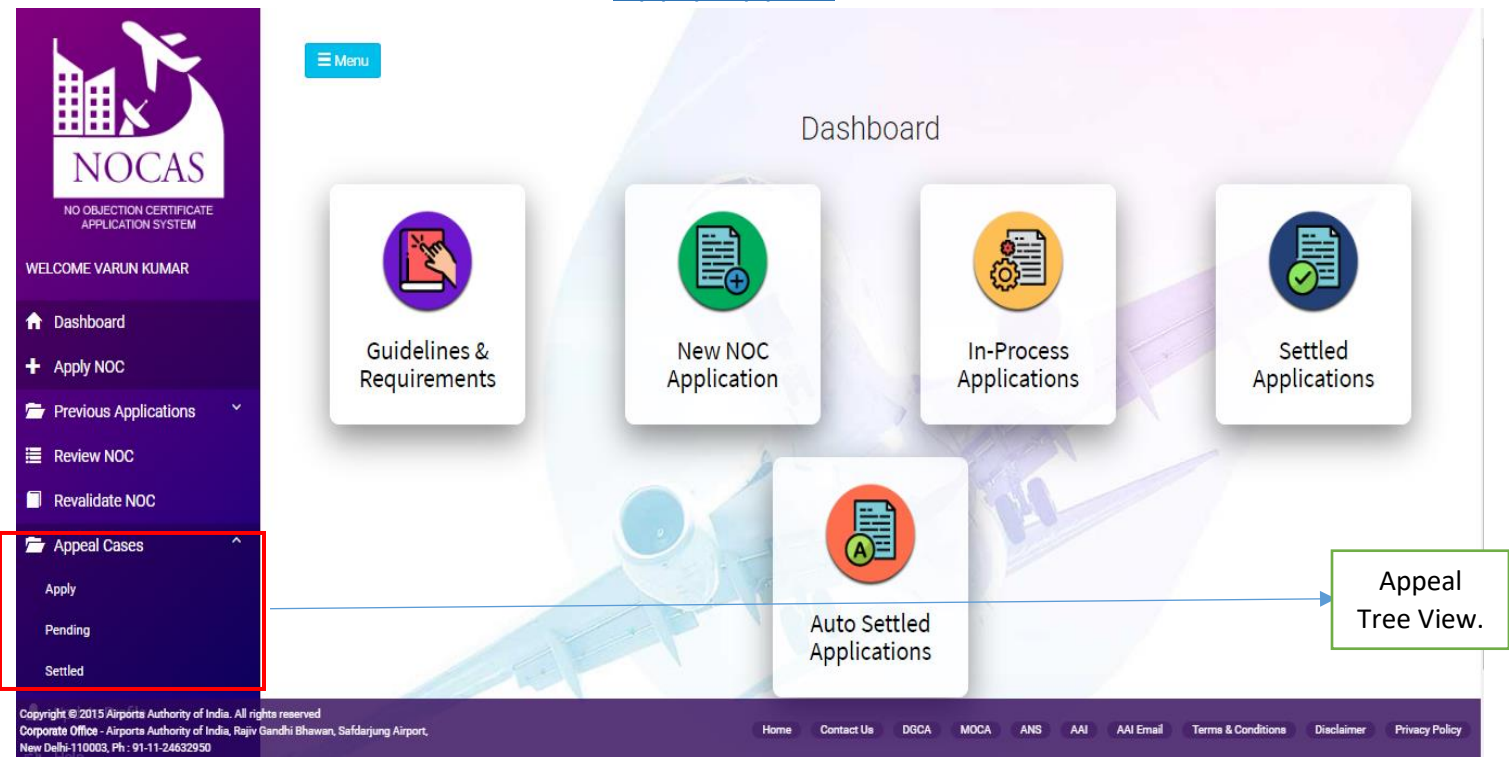 NOCAS
NO OBJECTION CERTIFICATE
APPLICATION SYSTEM
WELCOME VARUN KUMAR
Dashboard
Apply NOC
Previous Applications
Review NOC
Revalidate NOC
Appeal Cases
Apply
Pending
Settled
Menu
Dashboard
Guidelines &
Requirements
New NOC
Application
In-Process
Applications
Settled
Applications
A
Auto Settled
Applications
Appeal
Tree View.
Copyright © 2015 Airports Authority of India. All rights reserved
Corporate Office - Airports Authority of India, Rajiv Gandhi Bhawan, Safdarjung Airport,
New Delhi-110003, Ph : 91-11-24632950
Home Contact Us DGCA MOCA ANS AAI AAI Email Terms & Conditions Disclaimer Privacy Policy